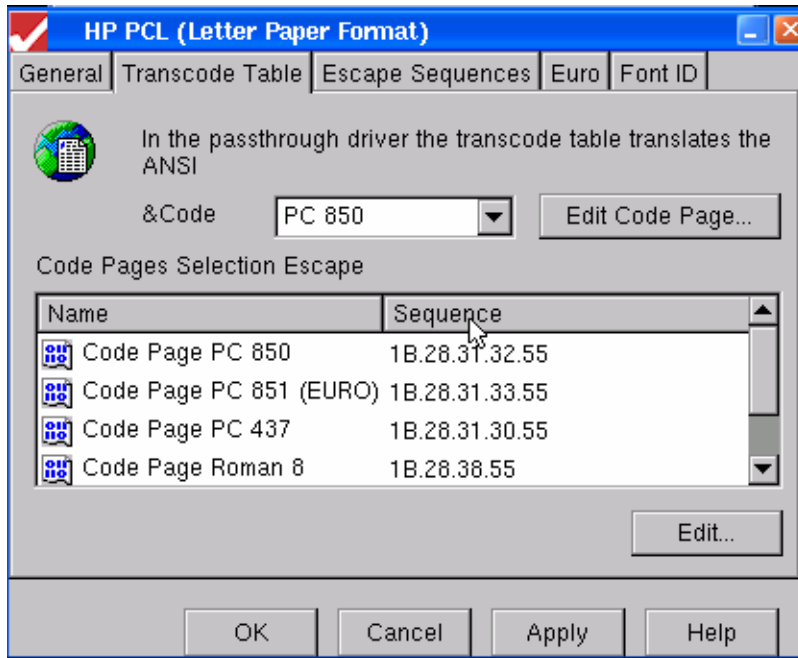 HP PCL (Letter Paper Format)
General Transcode Table Escape Sequences Euro Font ID
In the passthrough driver the transcode table translates the
ANSI
&Code PC 850 Edit Code Page...
Code Pages Selection Escape
Name Sequence
Code Page PC 850 1B.28.31.32.55
Code Page PC 851 (EURO) 1B.28.31.33.55
Code Page PC 437 1B.28.31.30.55
Code Page Roman 8 1B.28.38.55
Edit...
OK Cancel Apply Help